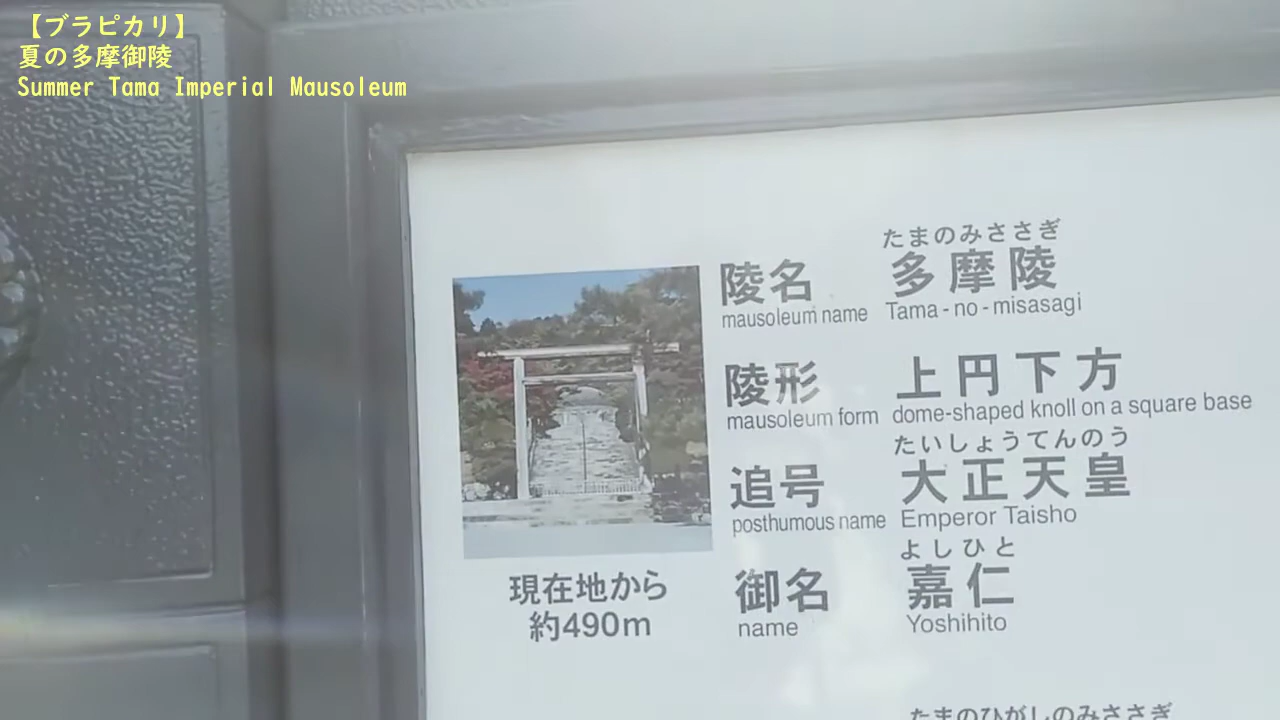 【ブラピカリ】
夏の多摩御陵
Summer Tama Imperial Mausoleum
たまのみささぎ
陵名 多摩陵
mausoleum name Tama-no-misasagi
陵形 上円下方
mausoleum form dome-shaped knoll on a square base
たいしょうてんのう
追号 大正天皇
posthumous name Emperor Taisho
よしひと
御名 嘉仁
name Yoshihito
現在地から
約490m
たまのひがしのみささぎ